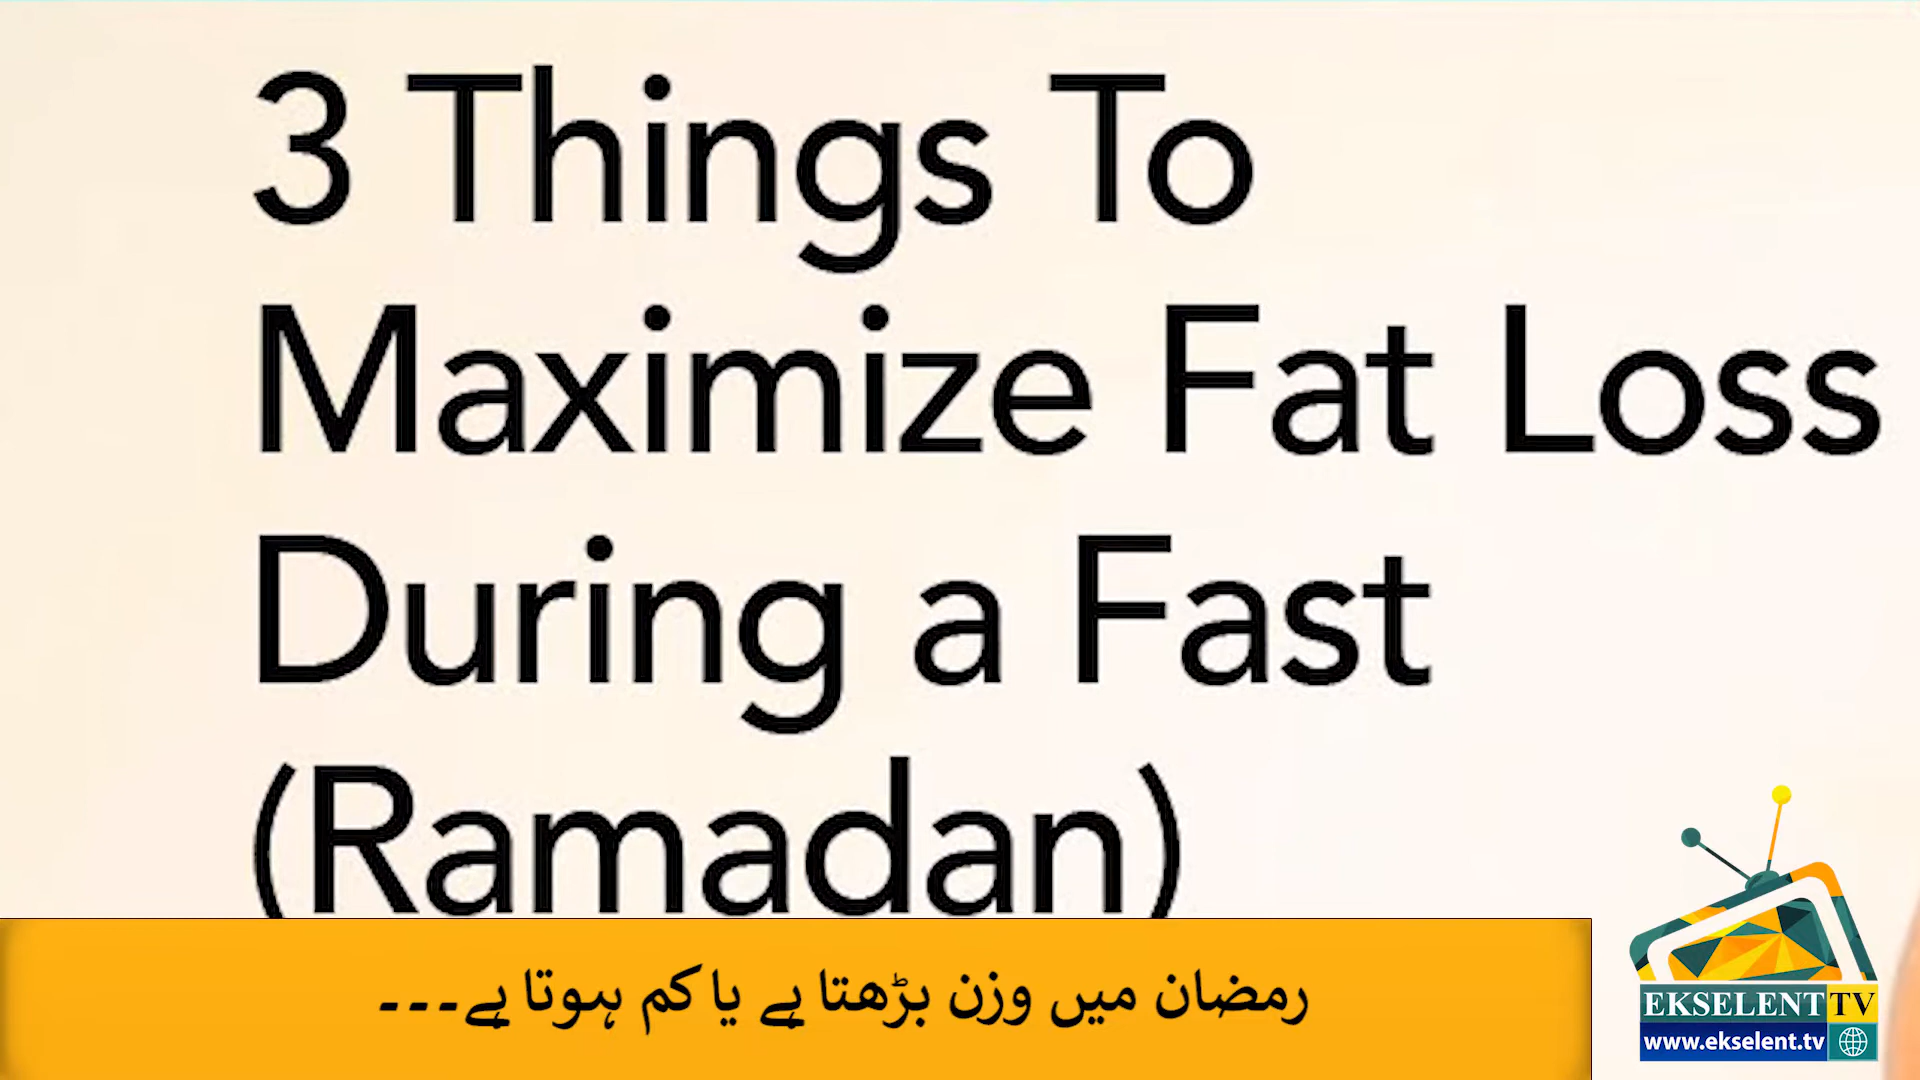 3 Things To
Maximize Fat Loss
During a Fast
(Ramadan)
رمضان میں وزن بڑھتا ہے یا کم ہوتا ہے۔۔۔
EKSELENT TV
www.ekselent.tv